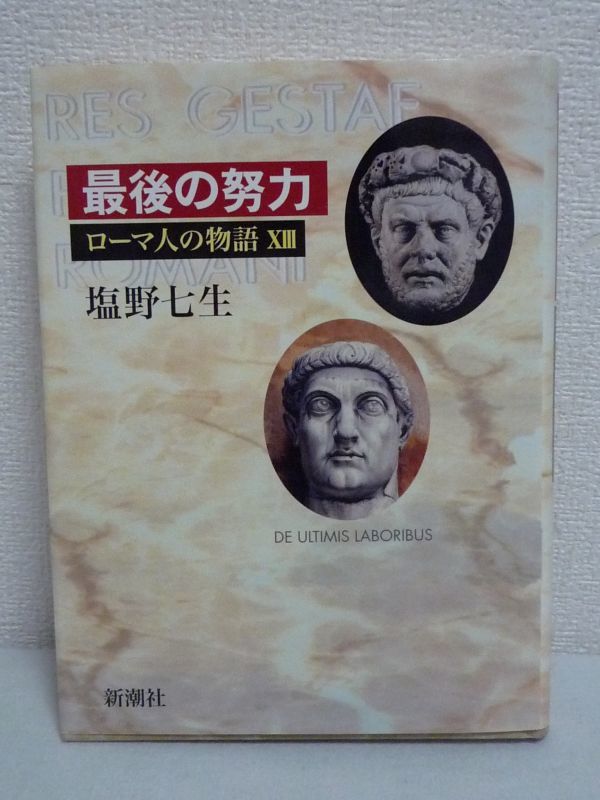 RES GESTAE
最後の努力
ローマ人の物語 XIII
ROMANI
塩野七生
DE ULTIMIS LABORIBUS
新潮社